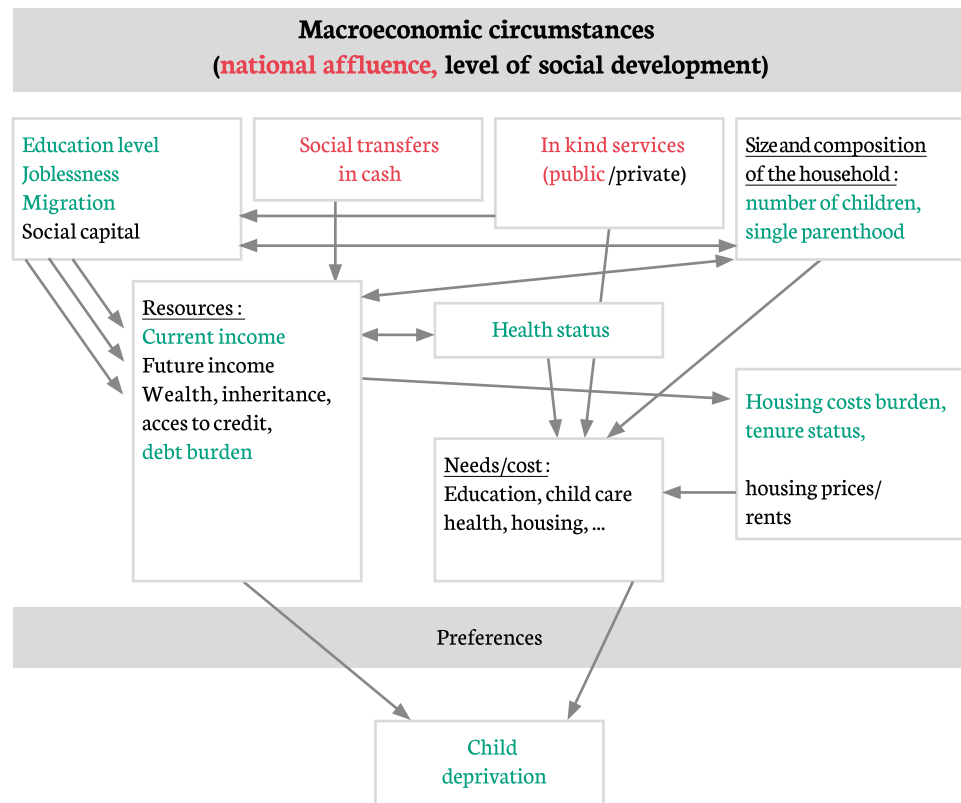 Macroeconomic circumstances
(national affluence, level of social development)
Education level
Joblessness
Migration
Social capital
Social transfers
in cash
In kind services
(public/private)
Size and composition
of the household :
number of children,
single parenthood
Resources :
Current income
Future income
Wealth, inheritance,
acces to credit,
debt burden
Health status
Housing costs burden,
tenure status,
housing prices/
rents
Needs/cost :
Education, child care
health, housing, ...
Preferences
Child
deprivation